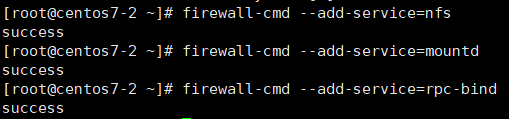 [root@centos7-2 ~]# firewall-cmd --add-service=nfs
success
[root@centos7-2 ~]# firewall-cmd --add-service=mountd
success
[root@centos7-2 ~]# firewall-cmd --add-service=rpc-bind
success